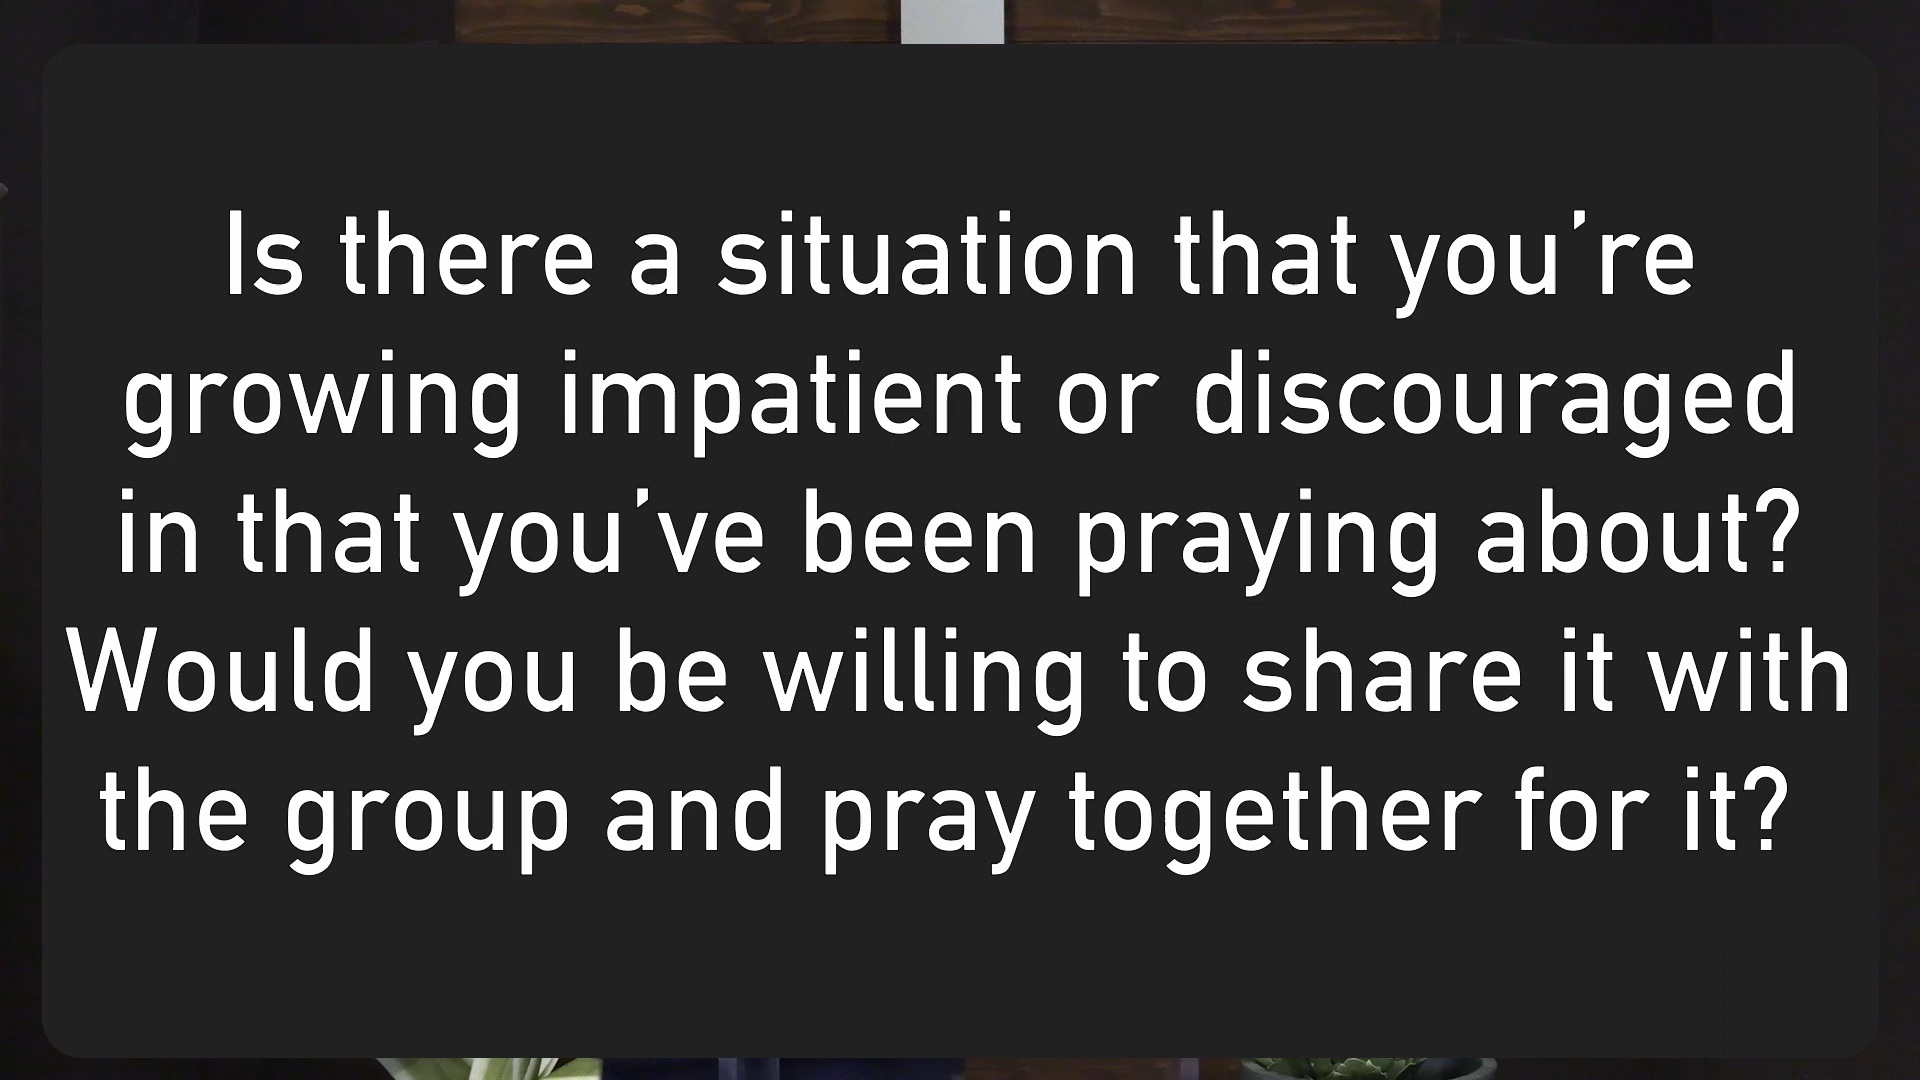 Is there a situation that you’re
growing impatient or discouraged
in that you’ve been praying about?
Would you be willing to share it with
the group and pray together for it?